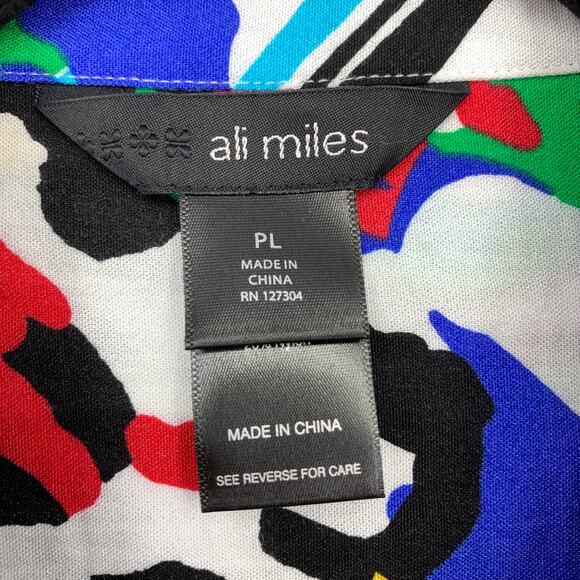 ali miles
PL
MADE IN
CHINA
RN 127304
MADE IN CHINA
SEE REVERSE FOR CARE